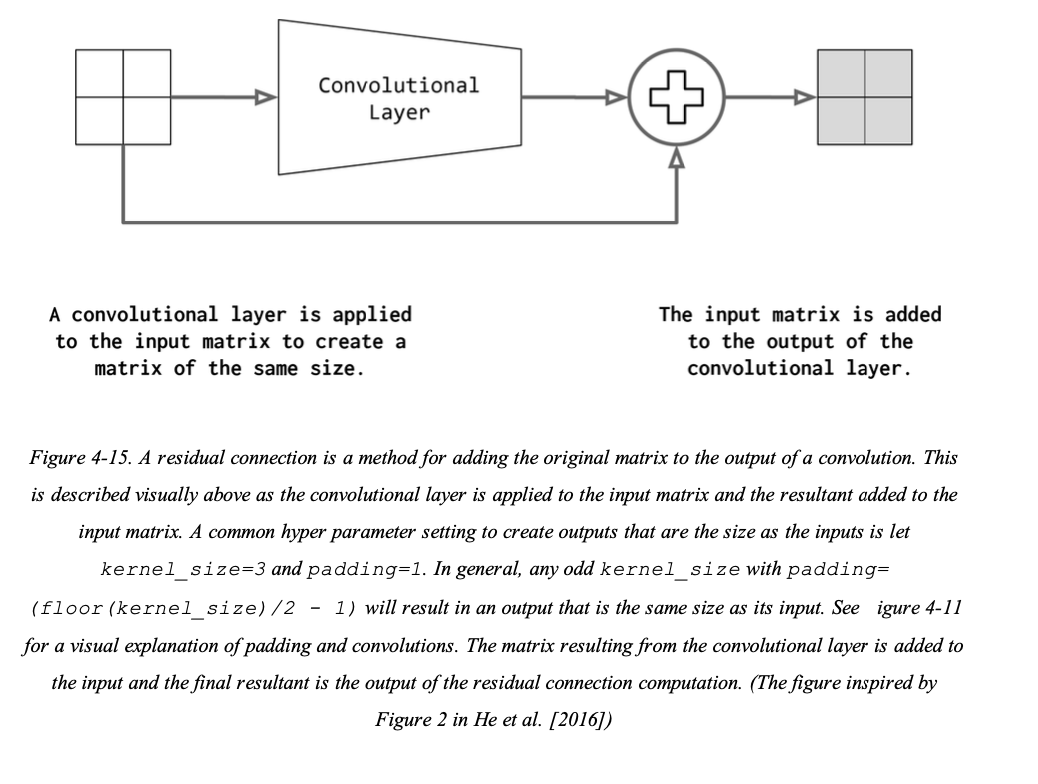 Convolutional
Layer
A convolutional layer is applied
to the input matrix to create a
matrix of the same size.
The input matrix is added
to the output of the
convolutional layer.
Figure 4-15. A residual connection is a method for adding the original matrix to the output of a convolution. This
is described visually above as the convolutional layer is applied to the input matrix and the resultant added to the
input matrix. A common hyper parameter setting to create outputs that are the size as the inputs is let
kernel_size=3 and padding=1. In general, any odd kernel_size with padding=
(floor(kernel_size)/2 - 1) will result in an output that is the same size as its input. See igure 4-11
for a visual explanation of padding and convolutions. The matrix resulting from the convolutional layer is added to
the input and the final resultant is the output of the residual connection computation. (The figure inspired by
Figure 2 in He et al. [2016])